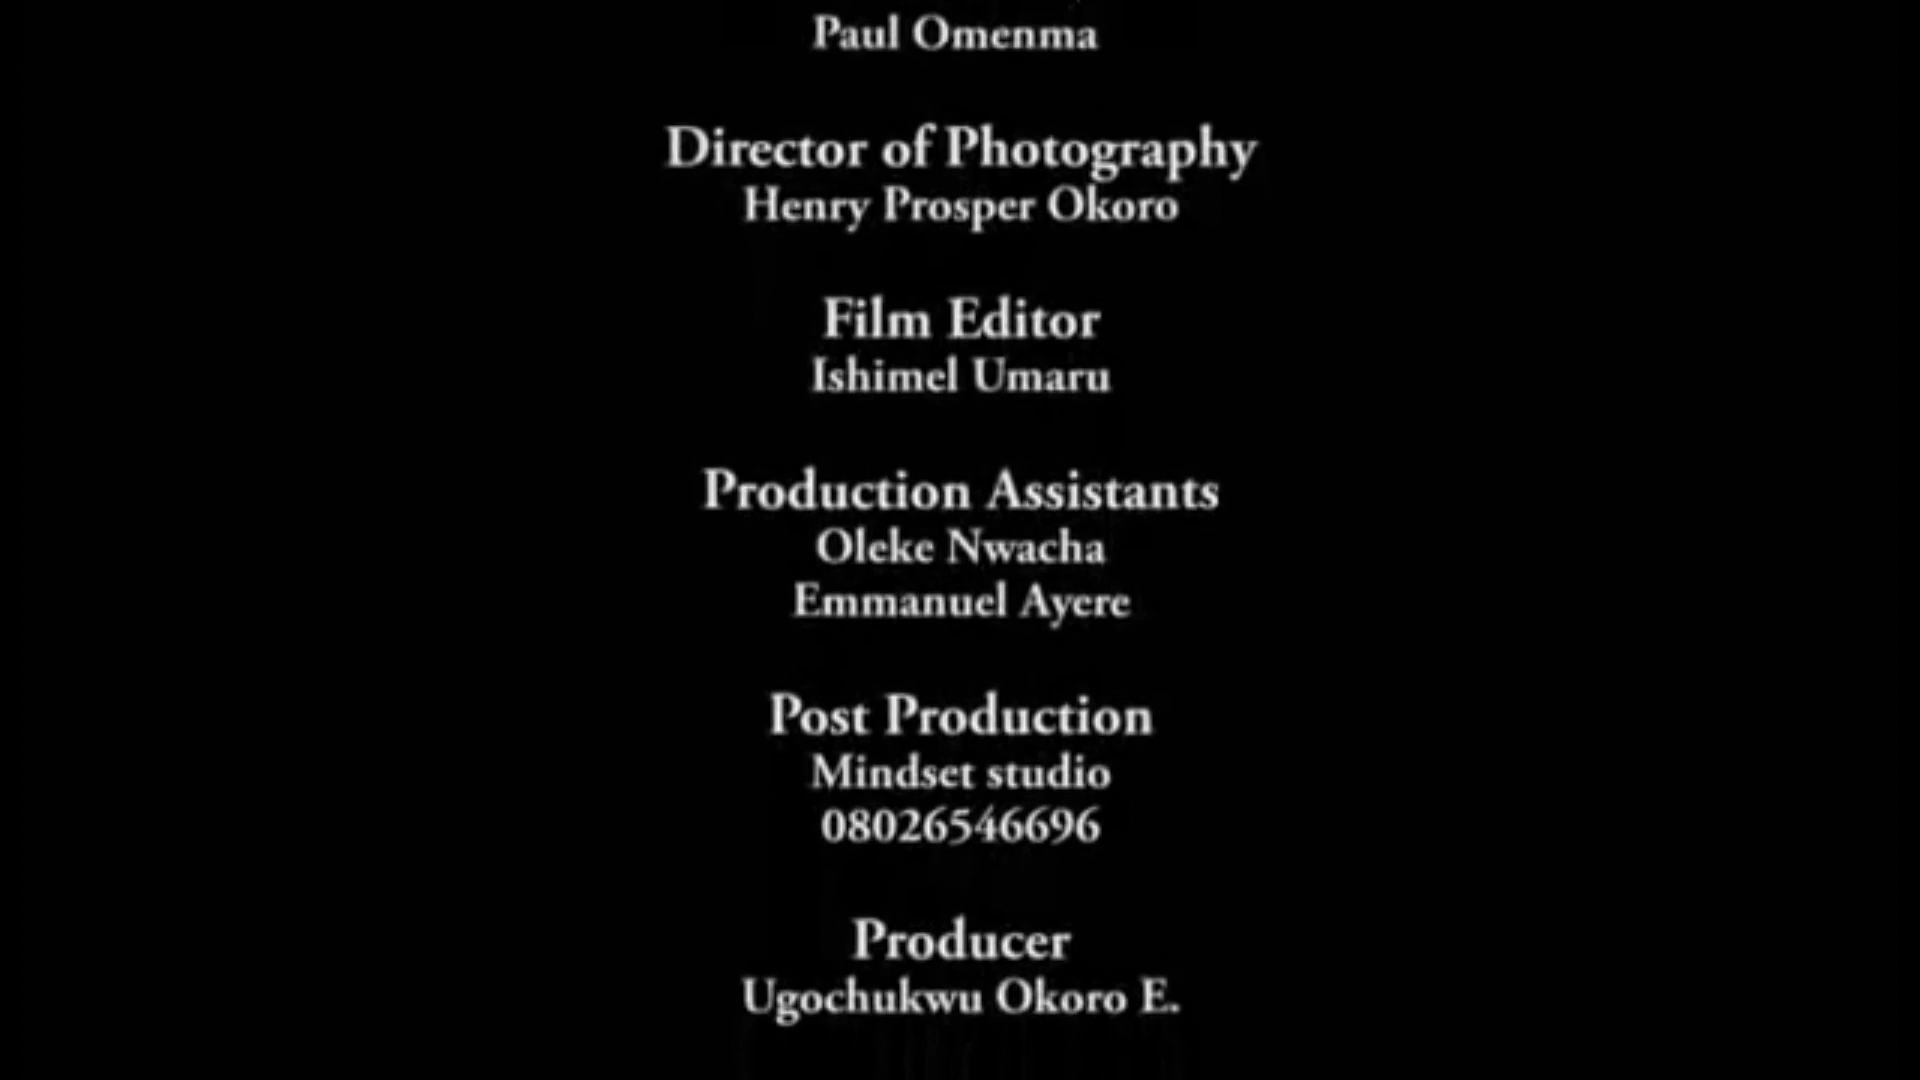 Paul Omenma
Director of Photography
Henry Prosper Okoro
Film Editor
Ishimel Umaru
Production Assistants
Oleke Nwacha
Emmanuel Ayere
Post Production
Mindset studio
08026546696
Producer
Ugochukwu Okoro E.